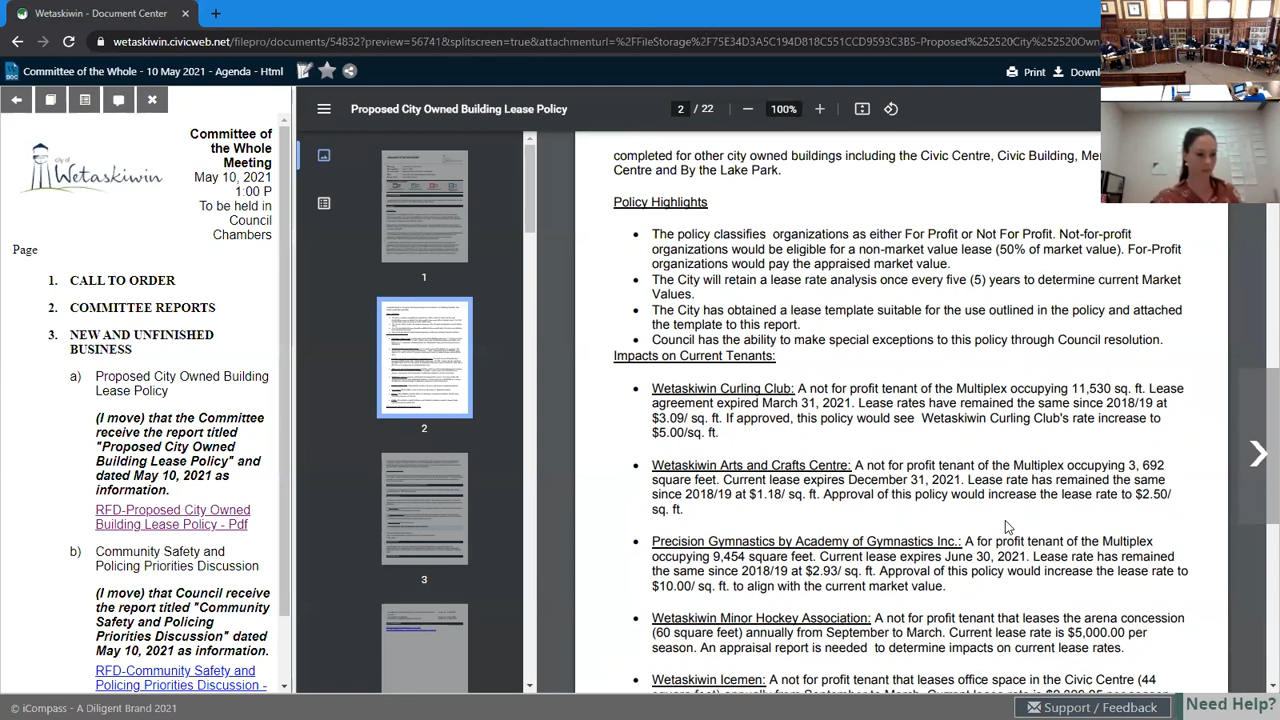 Wetaskiwin - Document Center
wetaskiwin.civicweb.net/filepro/documents/
Committee of the Whole - 10 May 2021 - Agenda - Html
Print
Downl
Proposed City Owned Building Lease Policy
2 / 22
100%
city of
Wetaskiwin
Committee of
the Whole
Meeting
May 10, 2021
1:00 P
To be held in
Council
Chambers
Page
1. CALL TO ORDER
2. COMMITTEE REPORTS
3. NEW AND UNFINISHED
BUSINESS
a) Proposed City Owned Building
Lease Policy
(I move) that the Committee
receive the report titled
"Proposed City Owned
Building Lease Policy" and
dated May 10, 2021 as
information.
RFD-Proposed City Owned
Building Lease Policy - Pdf
b) Community Safety and
Policing Priorities Discussion
(I move) that Council receive
the report titled "Community
Safety and Policing
Priorities Discussion" dated
May 10, 2021 as information.
RFD-Community Safety and
Policing Priorities Discussion -
1
2
3
completed for other city owned buildings including the Civic Centre, Civic Building,
Centre and By the Lake Park.
Policy Highlights
• The policy classifies organizations as either For Profit or Not For Profit. Not-for-profit
organizations would be eligible for a non-market value lease (50% of market value). For-Profit
organizations would pay the appraised market value.
• The City will retain a lease rate analysis once every five (5) years to determine current Market
Values.
• The City has obtained a lease template suitable for the use outlined in the policy and attached
the template to this report.
• Council has the ability to make special exceptions to this policy through Council resolution.
Impacts on Current Tenants:
• Wetaskiwin Curling Club: A not for profit tenant of the Multiplex occupying 11,530 sq. ft. Lease
agreement expired March 31, 2021. Lease rates have remained the same since 2018/19 at
$3.09/sq. ft. If approved, this policy would see Wetaskiwin Curling Club's rate increase to
$5.00/sq. ft.
• Wetaskiwin Arts and Crafts Centre: A not for profit tenant of the Multiplex occupying 3, 692
square feet. Current lease expires December 31, 2021. Lease rate has remained the same
since 2018/19 at $1.18/ sq. ft. Approval of this policy would increase the lease rate to $2.50/
sq. ft.
• Precision Gymnastics by Academy of Gymnastics Inc.: A for profit tenant of the Multiplex
occupying 9,454 square feet. Current lease expires June 30, 2021. Lease rate has remained
the same since 2018/19 at $2.93/ sq. ft. Approval of this policy would increase the lease rate to
$10.00/ sq. ft. to align with the current market value.
• Wetaskiwin Minor Hockey Association: A not for profit tenant that leases the arena concession
(60 square feet) annually from September to March. Current lease rate is $5,000.00 per
season. An appraisal report is needed to determine impacts on current lease rates.
• Wetaskiwin Icemen: A not for profit tenant that leases office space in the Civic Centre (44
© iCompass - A Diligent Brand 2021
Support / Feedback
Need Help?